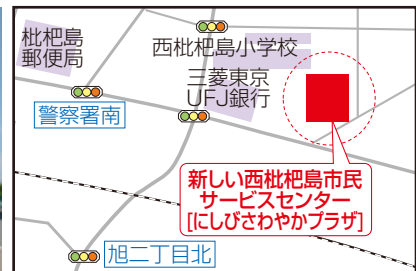 枇杷島
郵便局
西枇杷島小学校
三菱東京
UFJ銀行
警察署南
新しい西枇杷島市民
サービスセンター
[にしびさわやかプラザ]
旭二丁目北